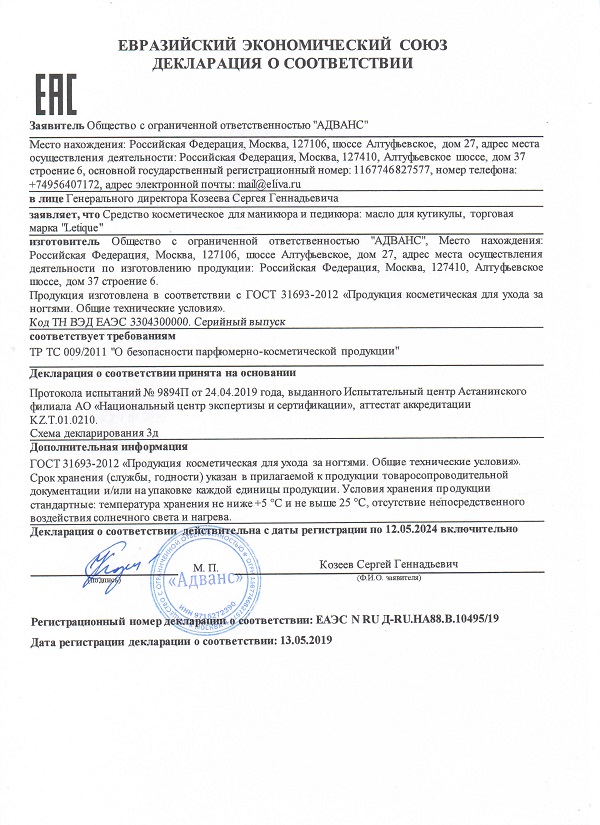 ЕВРАЗИЙСКИЙ ЭКОНОМИЧЕСКИЙ СОЮЗ
ДЕКЛАРАЦИЯ О СООТВЕТСТВИИ
ЕАС
Заявитель Общество с ограниченной ответственностью "АДВАНС"
Место нахождения: Российская Федерация, Москва, 127106, шоссе Алтуфьевское, дом 27, адрес места
осуществления деятельности: Российская Федерация, Москва, 127410, Алтуфьевское шоссе, дом 37
строение 6, основной государственный регистрационный номер: 1167746827577, номер телефона:
+74956407172, адрес электронной почты: mail@eliva.ru
в лице Генерального директора Козеева Сергея Геннадьевича
заявляет, что Средство косметическое для маникюра и педикюра: масло для кутикулы, торговая
марка "Letique"
изготовитель Общество с ограниченной ответственностью "АДВАНС", Место нахождения:
Российская Федерация, Москва, 127106, шоссе Алтуфьевское, дом 27, адрес места осуществления
деятельности по изготовлению продукции: Российская Федерация, Москва, 127410, Алтуфьевское
шоссе, дом 37 строение 6.
Продукция изготовлена в соответствии с ГОСТ 31693-2012 «Продукция косметическая для ухода за
ногтями. Общие технические условия».
Код ТН ВЭД ЕАЭС 3304300000. Серийный выпуск
соответствует требованиям
ТР ТС 009/2011 "О безопасности парфюмерно-косметической продукции"
Декларация о соответствии принята на основании
Протокола испытаний № 9894П от 24.04.2019 года, выданного Испытательный центр Астанинского
филиала АО «Национальный центр экспертизы и сертификации», аттестат аккредитации
KZ.T.01.0210.
Схема декларирования 3д
Дополнительная информация
ГОСТ 31693-2012 «Продукция косметическая для ухода за ногтями. Общие технические условия».
Срок хранения (службы, годности) указан в прилагаемой к продукции товаросопроводительной
документации и/или на упаковке каждой единицы продукции. Условия хранения продукции
стандартные: температура хранения не ниже +5 °С и не выше 25 °С, отсутствие непосредственного
воздействия солнечного света и нагрева.
Декларация о соответствии действительна с даты регистрации по 12.05.2024 включительно
М. П.
Козеев Сергей Геннадьевич
(подпись)
(Ф.И.О. заявителя)
«Адванс»
Регистрационный номер декларации о соответствии: ЕАЭС N RU Д-RU.НА88.В.10495/19
Дата регистрации декларации о соответствии: 13.05.2019